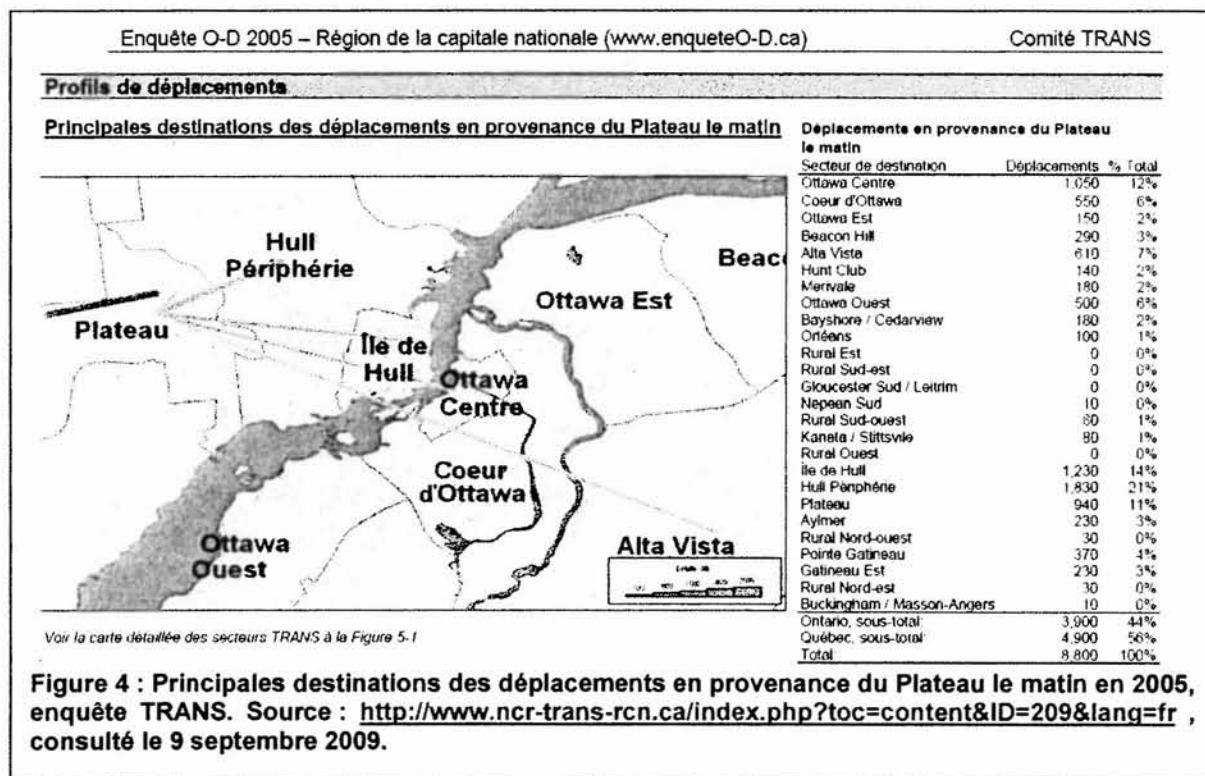 Enquête O-D 2005 – Région de la capitale nationale (www.enqueteO-D.ca) Comité TRANS
Profils de déplacements
Principales destinations des déplacements en provenance du Plateau le matin
Hull
Périphérie
Plateau
Île de
Hull
Ottawa
Centre
Ottawa Est
Coeur
d'Ottawa
Ottawa
Ouest
Alta Vista
Voir la carte détaillée des secteurs TRANS à la Figure 5-1
Déplacements en provenance du Plateau
le matin
Secteur de destination Déplacements % Total
Ottawa Centre 1,050 12%
Coeur d'Ottawa 550 6%
Ottawa Est 150 2%
Beacon Hill 290 3%
Alta Vista 610 7%
Hunt Club 140 2%
Merivale 180 2%
Ottawa Ouest 500 6%
Bayshore / Cedarview 180 2%
Orléans 100 1%
Rural Est 0 0%
Rural Sud-est 0 0%
Gloucester Sud / Leitrim 0 0%
Nepean Sud 10 0%
Rural Sud-ouest 60 1%
Kanata / Stittsville 80 1%
Rural Ouest 0 0%
Île de Hull 1,230 14%
Hull Périphérie 1,830 21%
Plateau 940 11%
Aylmer 230 3%
Rural Nord-ouest 30 0%
Pointe Gatineau 370 4%
Gatineau Est 230 3%
Rural Nord-est 30 0%
Buckingham / Masson-Angers 10 0%
Ontario, sous-total: 3,900 44%
Québec, sous-total: 4,900 56%
Total: 8,800 100%
Figure 4 : Principales destinations des déplacements en provenance du Plateau le matin en 2005,
enquête TRANS. Source : http://www.ncr-trans-rcn.ca/index.php?toc=content&ID=209&lang=fr ,
consulté le 9 septembre 2009.